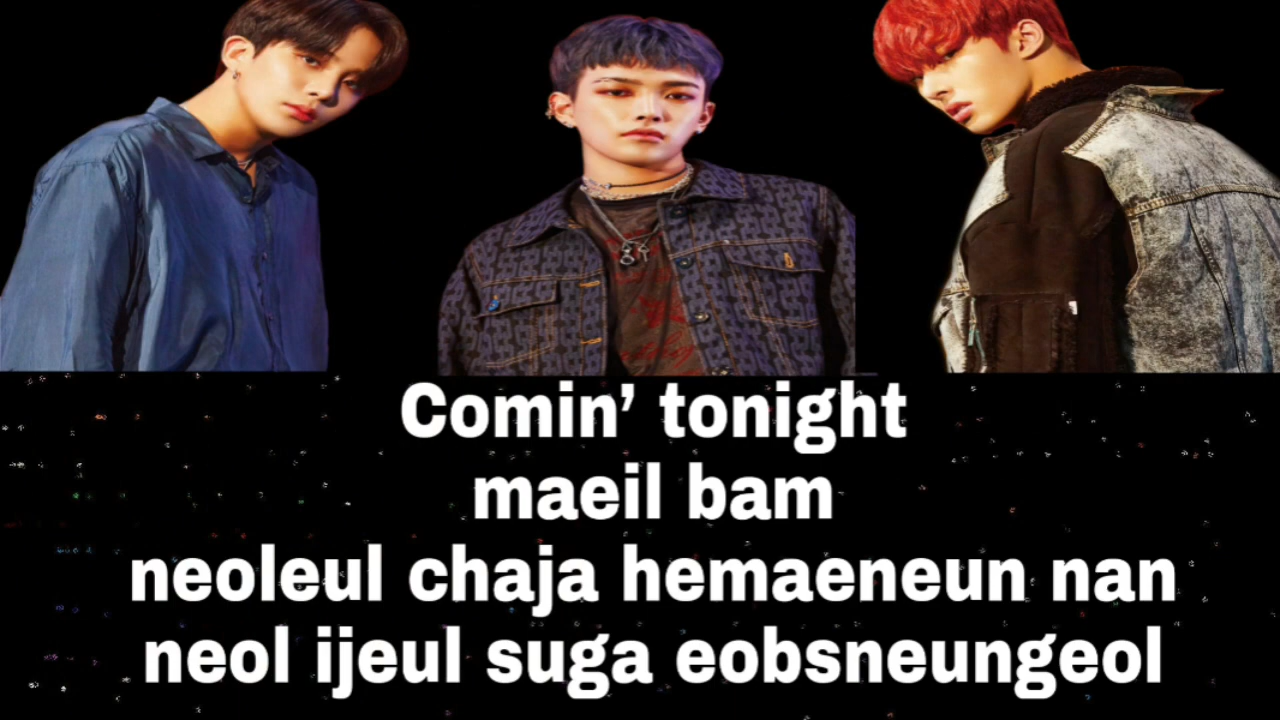 Comin’ tonight
maeil bam
neoleul chaja hemaeneun nan
neol ijeul suga eobsneungeol